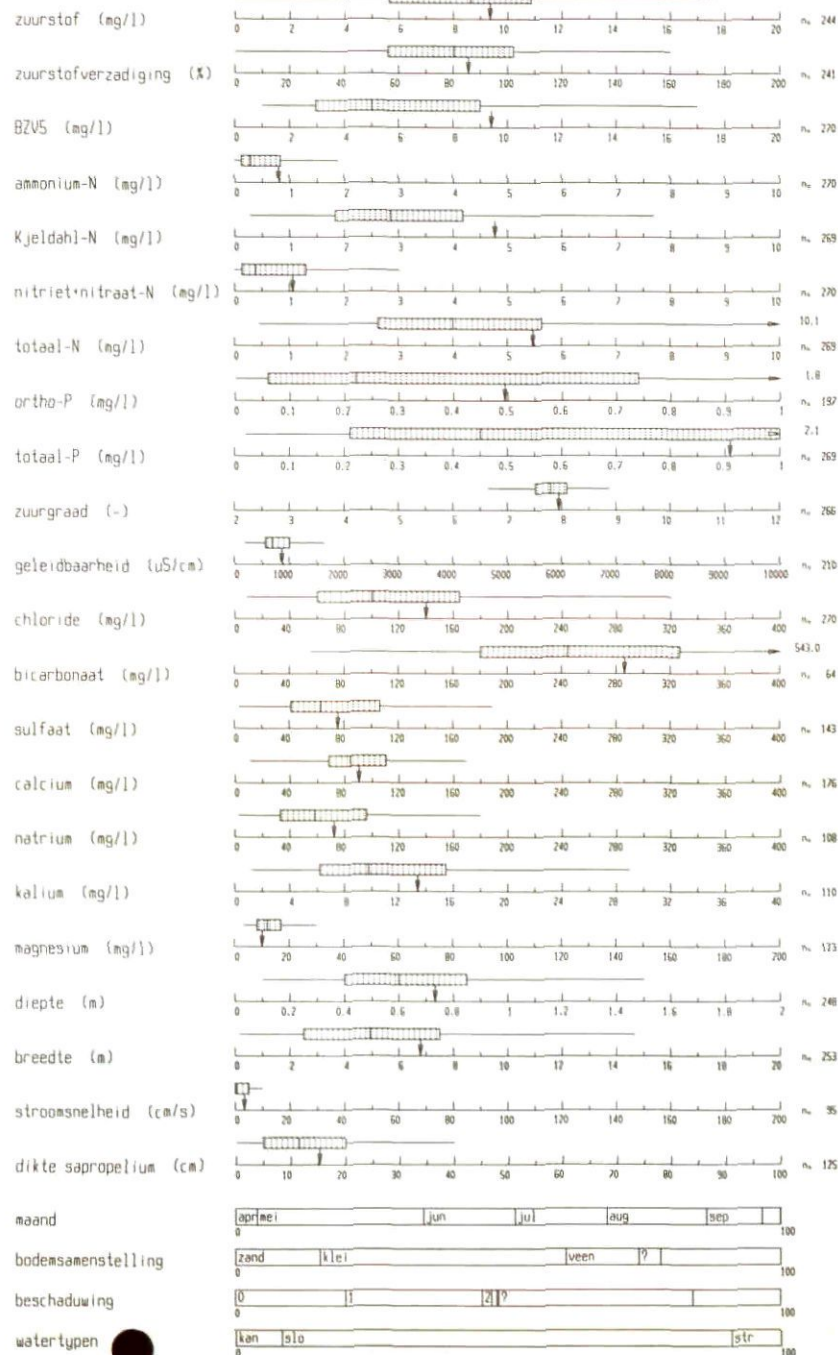 zuurstof (mg/l) 0 2 4 6 8 10 12 14 16 18 20 n= 244
zuurstofverzadiging (%) 0 20 40 60 80 100 120 140 160 180 200 n= 241
BZV5 (mg/l) 0 2 4 6 8 10 12 14 16 18 20 n= 270
ammonium-N (mg/l) 0 1 2 3 4 5 6 7 8 9 10 n= 270
Kjeldahl-N (mg/l) 0 1 2 3 4 5 6 7 8 9 10 n= 269
nitriet+nitraat-N (mg/l) 0 1 2 3 4 5 6 7 8 9 10 n= 270
10.1
totaal-N (mg/l) 0 1 2 3 4 5 6 7 8 9 10 n= 269
1.8
ortho-P (mg/l) 0 0.1 0.2 0.3 0.4 0.5 0.6 0.7 0.8 0.9 1 n= 197
2.1
totaal-P (mg/l) 0 0.1 0.2 0.3 0.4 0.5 0.6 0.7 0.8 0.9 1 n= 269
zuurgraad (-) 2 3 4 5 6 7 8 9 10 11 12 n= 266
geleidbaarheid (uS/cm) 0 1000 2000 3000 4000 5000 6000 7000 8000 9000 10000 n= 210
chloride (mg/l) 0 40 80 120 160 200 240 280 320 360 400 n= 270
543.0
bicarbonaat (mg/l) 0 40 80 120 160 200 240 280 320 360 400 n= 64
sulfaat (mg/l) 0 40 80 120 160 200 240 280 320 360 400 n= 143
calcium (mg/l) 0 40 80 120 160 200 240 280 320 360 400 n= 176
natrium (mg/l) 0 40 80 120 160 200 240 280 320 360 400 n= 108
kalium (mg/l) 0 4 8 12 16 20 24 28 32 36 40 n= 110
magnesium (mg/l) 0 20 40 60 80 100 120 140 160 180 200 n=
diepte (m) 0 0.2 0.4 0.6 0.8 1 1.2 1.4 1.6 1.8 2 n= 248
breedte (m) 0 2 4 6 8 10 12 14 16 18 20 n= 253
stroomsnelheid (cm/s) 0 20 40 60 80 100 120 140 160 180 200 n= 95
dikte sapropelium (cm) 0 10 20 30 40 50 60 70 80 90 100 n= 175
maand apr mei jun jul aug sep
0 100
bodemsamenstelling zand klei veen ?
0 100
beschaduwing 0 1 2 ?
0 100
watertypen kan slo str
0 100